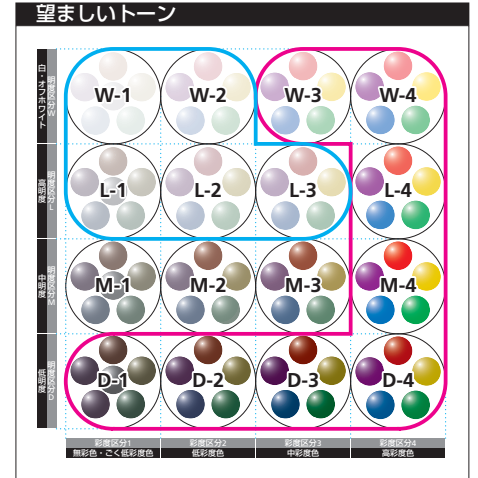 望ましいトーン
白・オフホワイト
明度区分W
W-1 W-2 W-3 W-4
高明度
明度区分L
L-1 L-2 L-3 L-4
中明度
明度区分M
M-1 M-2 M-3 M-4
低明度
明度区分D
D-1 D-2 D-3 D-4
彩度区分1 彩度区分2 彩度区分3 彩度区分4
無彩色・ごく低彩度色 低彩度色 中彩度色 高彩度色